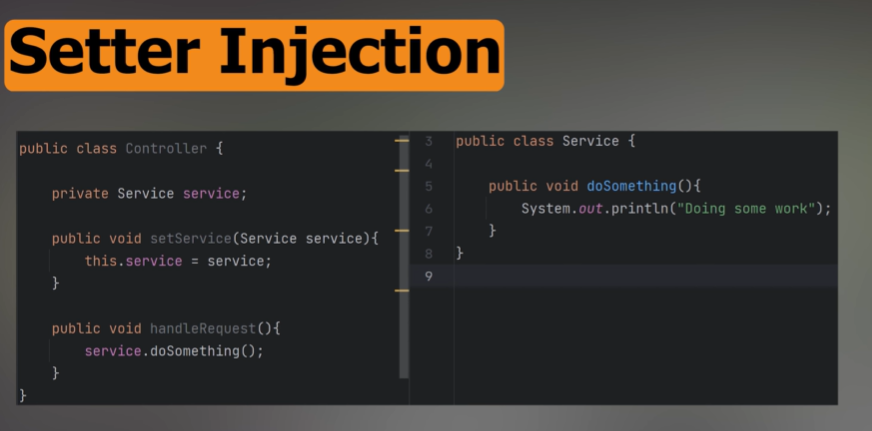 Setter Injection
public class Controller {
private Service service;
public void setService(Service service){
this.service = service;
}
public void handleRequest(){
service.doSomething();
}
}
3 public class Service {
4
5 public void doSomething(){
6 System.out.println("Doing some work");
7 }
8 }
9